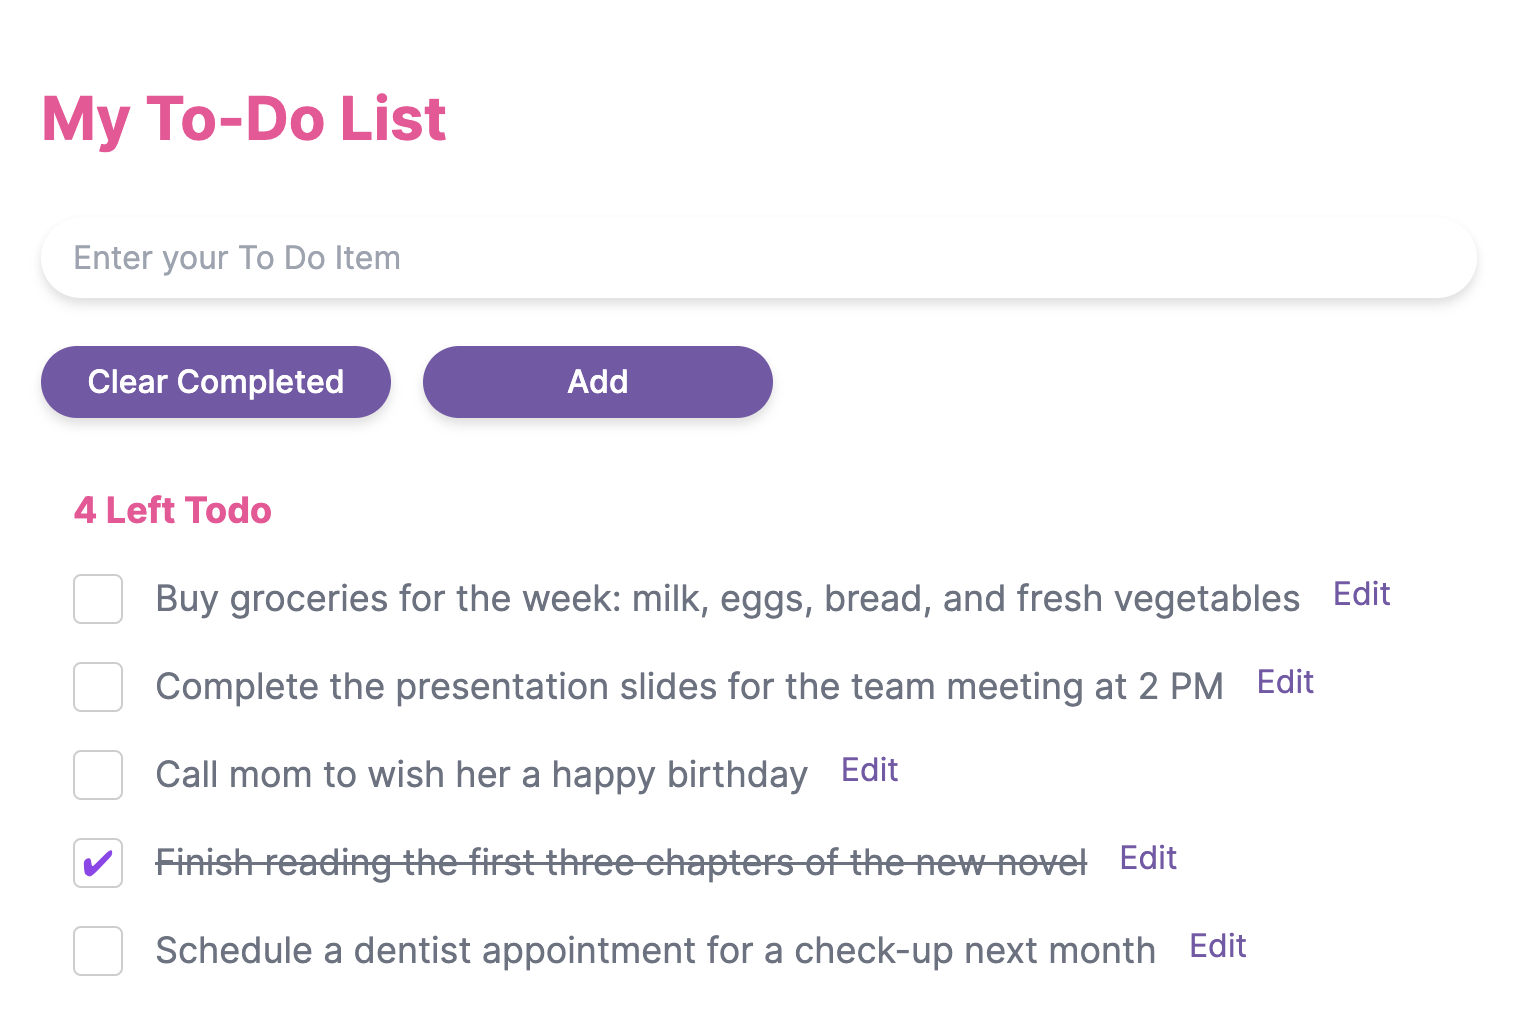 My To-Do List
Enter your To Do Item
Clear Completed Add
4 Left Todo
Buy groceries for the week: milk, eggs, bread, and fresh vegetables Edit
Complete the presentation slides for the team meeting at 2 PM Edit
Call mom to wish her a happy birthday Edit
Finish reading the first three chapters of the new novel Edit
Schedule a dentist appointment for a check-up next month Edit